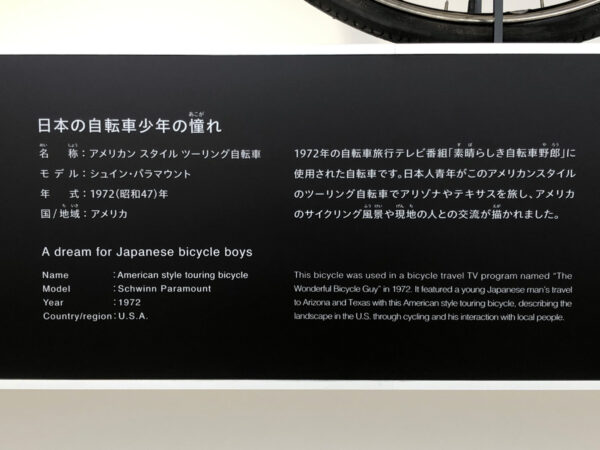 日本の自転車少年の憧れ
名 称：アメリカン スタイル ツーリング自転車
モデル：シュイン・パラマウント
年 式：1972（昭和47）年
国/地域：アメリカ
1972年の自転車旅行テレビ番組「素晴らしき自転車野郎」に
使用された自転車です。日本人青年がこのアメリカンスタイル
のツーリング自転車でアリゾナやテキサスを旅し、アメリカ
のサイクリング風景や現地の人との交流が描かれました。
A dream for Japanese bicycle boys
Name : American style touring bicycle
Model : Schwinn Paramount
Year : 1972
Country/region : U.S.A.
This bicycle was used in a bicycle travel TV program named “The
Wonderful Bicycle Guy” in 1972. It featured a young Japanese man's travel
to Arizona and Texas with this American style touring bicycle, describing the
landscape in the U.S. through cycling and his interaction with local people.